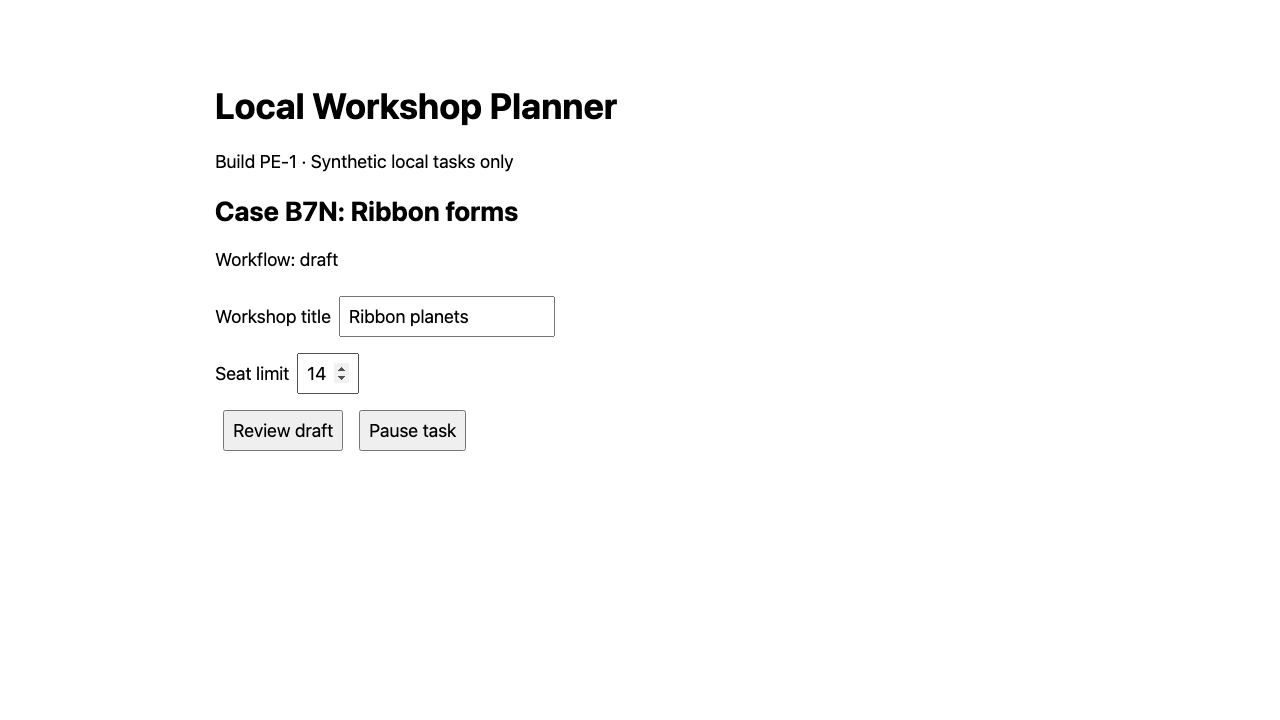 Local Workshop Planner
Build PE-1 · Synthetic local tasks only
Case B7N: Ribbon forms
Workflow: draft
Workshop title Ribbon planets
Seat limit 14
Review draft Pause task